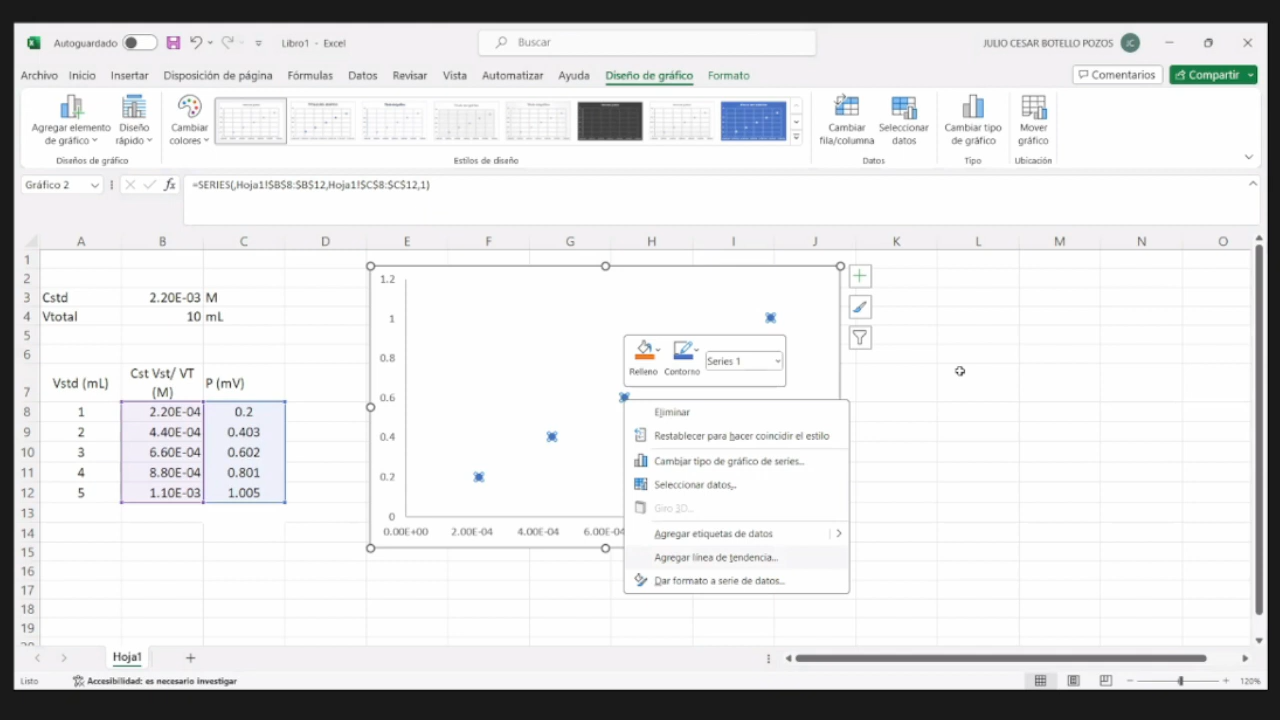 Autoguardado
Libro1 - Excel
Buscar
JULIO CESAR BOTELLO POZOS
JC
Archivo Inicio Insertar Disposición de página Fórmulas Datos Revisar Vista Automatizar Ayuda Diseño de gráfico Formato
Comentarios
Compartir
Agregar elemento de gráfico
Diseño rápido
Cambiar colores
Cambiar fila/columna
Seleccionar datos
Cambiar tipo de gráfico
Mover gráfico
Diseños de gráfico
Estilos de diseño
Datos
Tipo
Ubicación
Gráfico 2
fx
=SERIES(,Hoja1!$B$8:$B$12,Hoja1!$C$8:$C$12,1)
A B C D E F G H I J K L M N O
1
2
3 Cstd 2.20E-03 M
4 Vtotal 10 mL
5
6
7 Vstd (mL) Cst Vst/ VT (M) P (mV)
8 1 2.20E-04 0.2
9 2 4.40E-04 0.403
10 3 6.60E-04 0.602
11 4 8.80E-04 0.801
12 5 1.10E-03 1.005
13
14
15
16
17
18
19
1.2
1
0.8
0.6
0.4
0.2
0
0.00E+00 2.00E-04 4.00E-04 6.00E-04
Relleno
Contorno
Series 1
Eliminar
Restablecer para hacer coincidir el estilo
Cambiar tipo de gráfico de series...
Seleccionar datos...
Giro 3D...
Agregar etiquetas de datos
Agregar línea de tendencia...
Dar formato a serie de datos...
Hoja1
Listo
Accesibilidad: es necesario investigar
120%